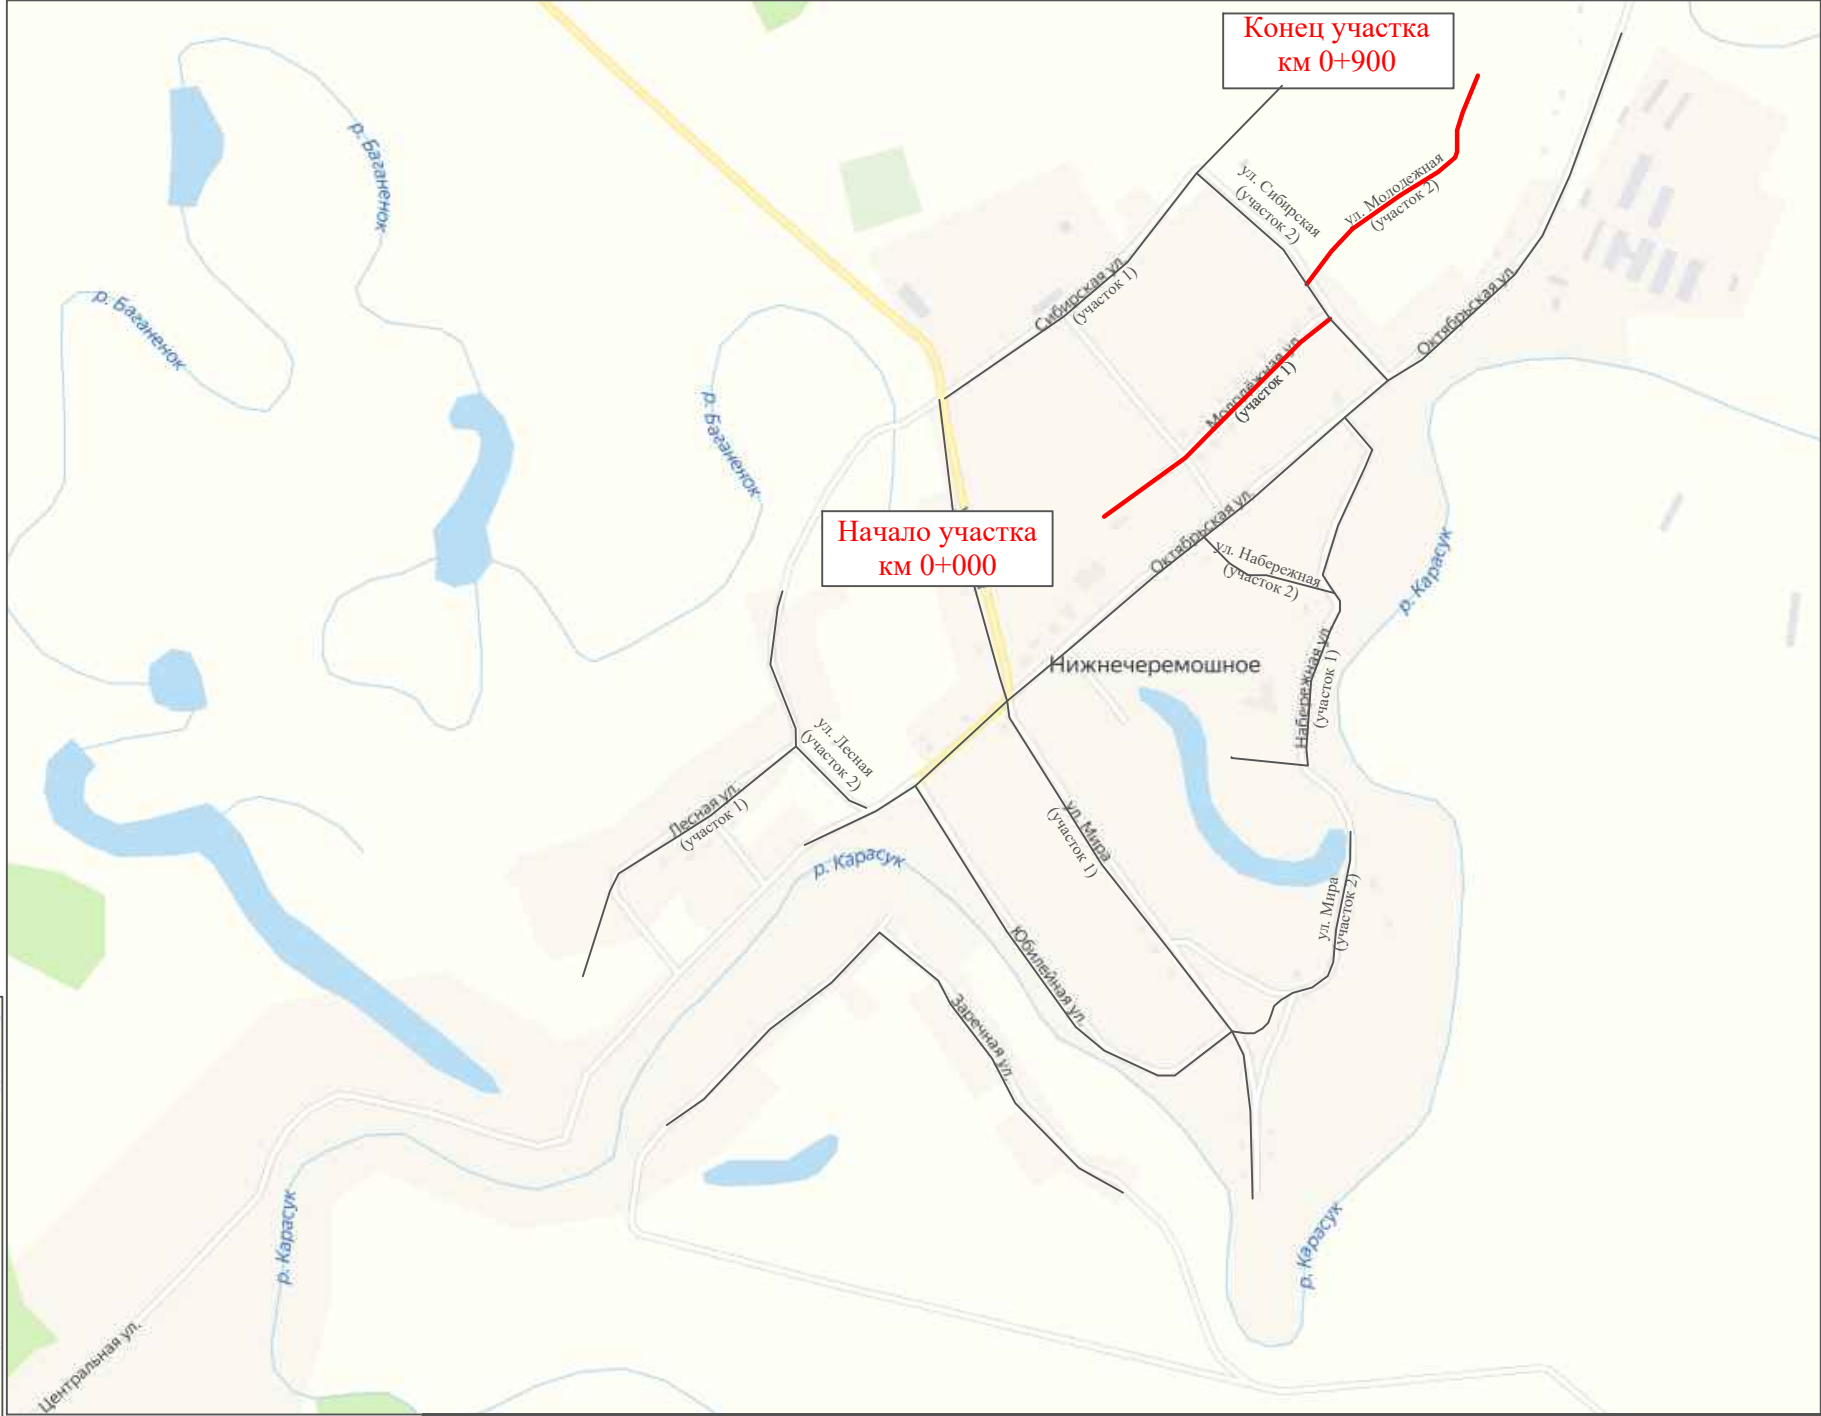 Конец участка
км 0+900
р. Баганенок
ул. Молодежная
(участок 2)
ул. Сибирская
(участок 2)
Сибирская ул.
(участок 1)
р. Баганенок
Октябрьская ул.
Молодёжная ул.
(участок 1)
р. Баганенок
Начало участка
км 0+000
Октябрьская ул.
ул. Набережная
(участок 2)
р. Карасук
Нижнечеремошное
Набережная ул.
(участок 1)
ул. Лесная
(участок 2)
Лесная ул.
(участок 1)
ул. Мира
(участок 1)
р. Карасук
ул. Мира
(участок 2)
Юбилейная ул.
Заречная ул.
р. Карасук
р. Карасук
Центральная ул.